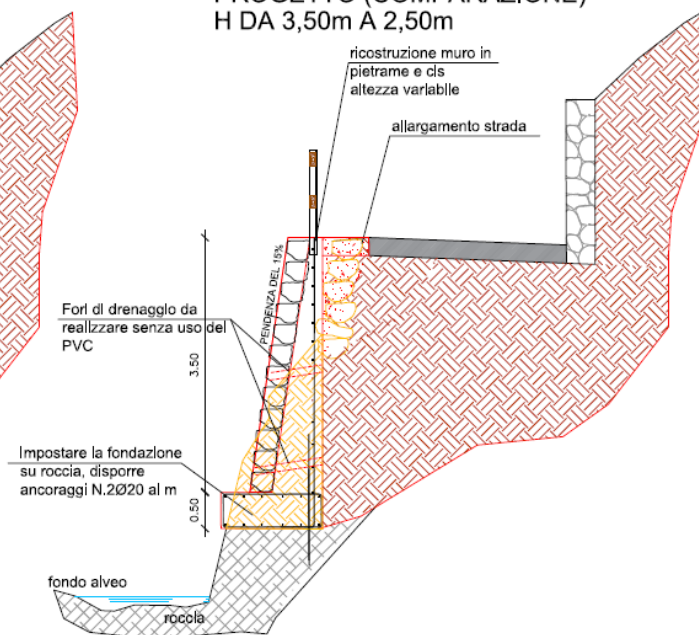 PROGETTO (COMPARAZIONE)
H DA 3,50m A 2,50m
ricostruzione muro in
pietrame e cls
altezza variabile
allargamento strada
PENDENZA DEL 15%
Fori di drenaggio da
realizzare senza uso del
PVC
3.50
Impostare la fondazione
su roccia, disporre
ancoraggi N.2Ø20 al m
0.50
fondo alveo
roccia